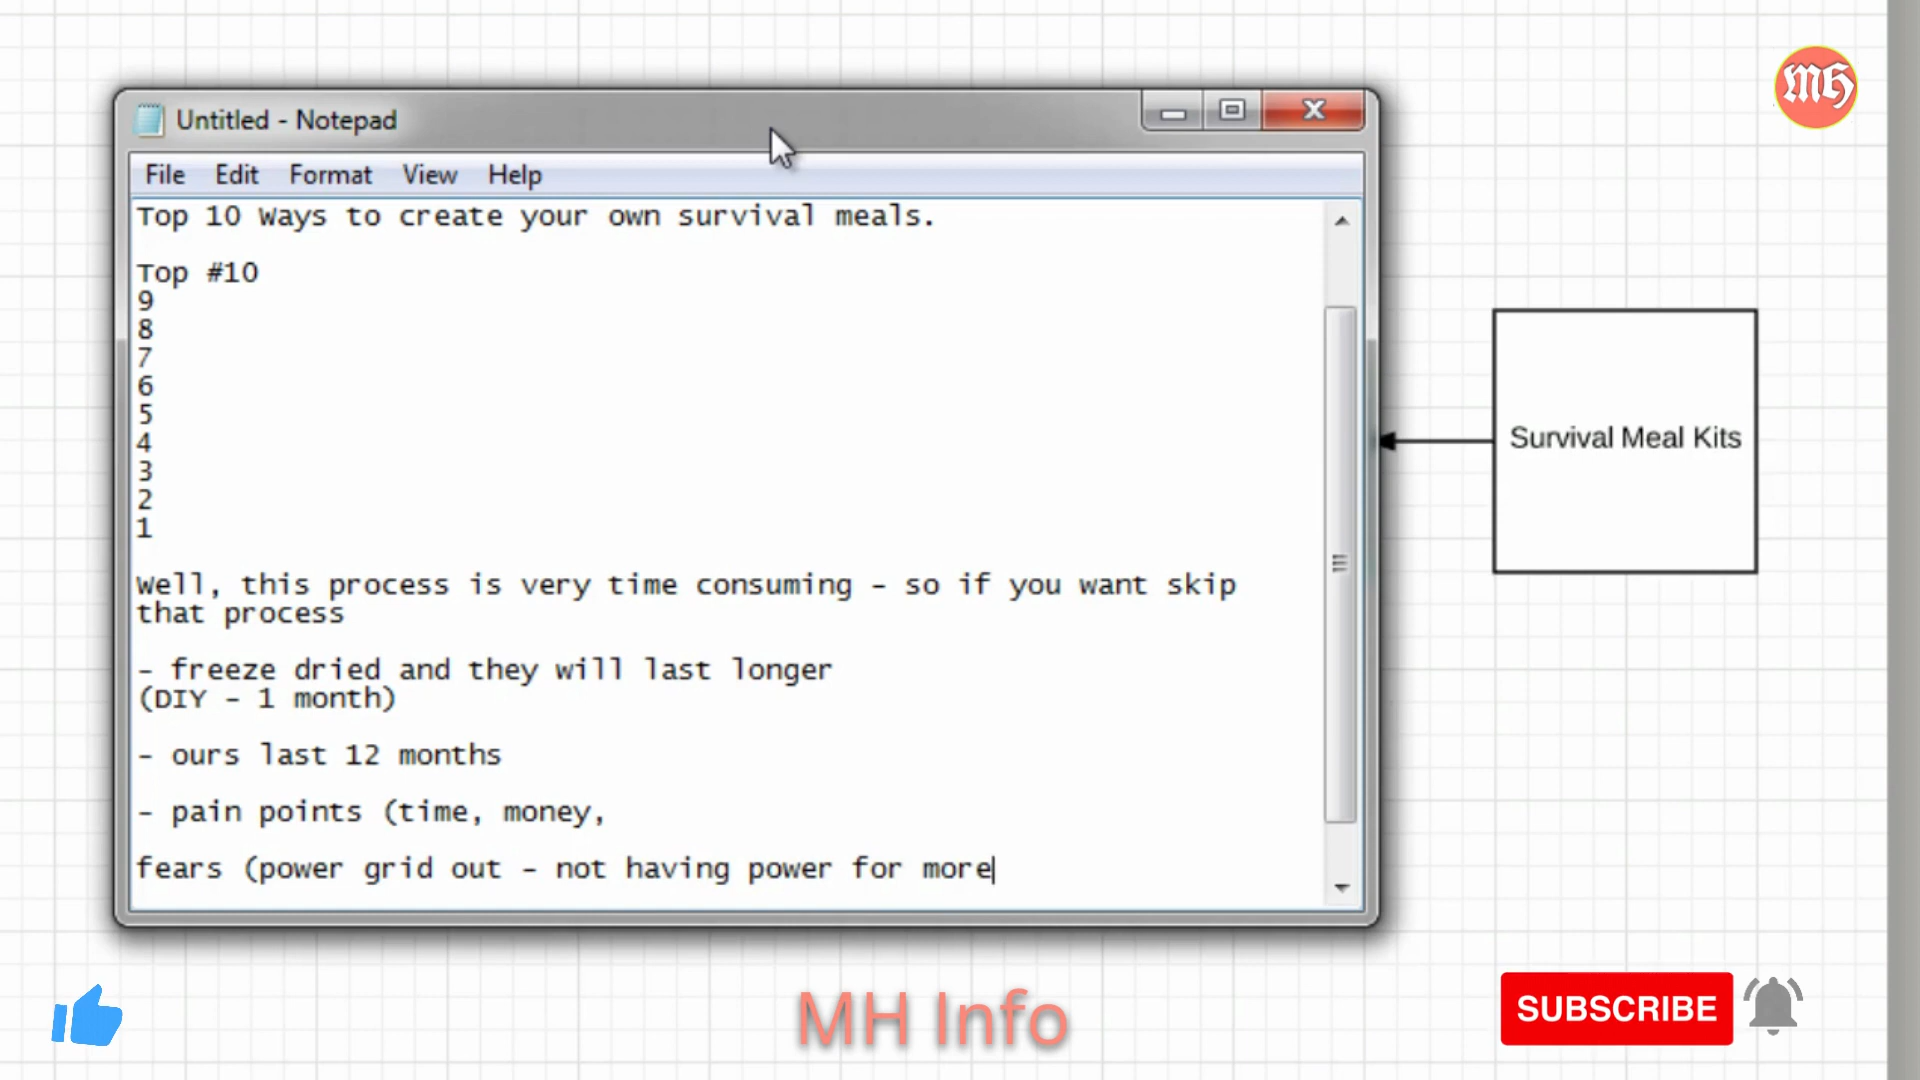 MH
Untitled - Notepad
File Edit Format View Help
Top 10 Ways to create your own survival meals.
Top #10
9
8
7
6
5
4
3
2
1
Well, this process is very time consuming - so if you want skip
that process
- freeze dried and they will last longer
(DIY - 1 month)
- ours last 12 months
- pain points (time, money,
fears (power grid out - not having power for more
Survival Meal Kits
MH Info
SUBSCRIBE